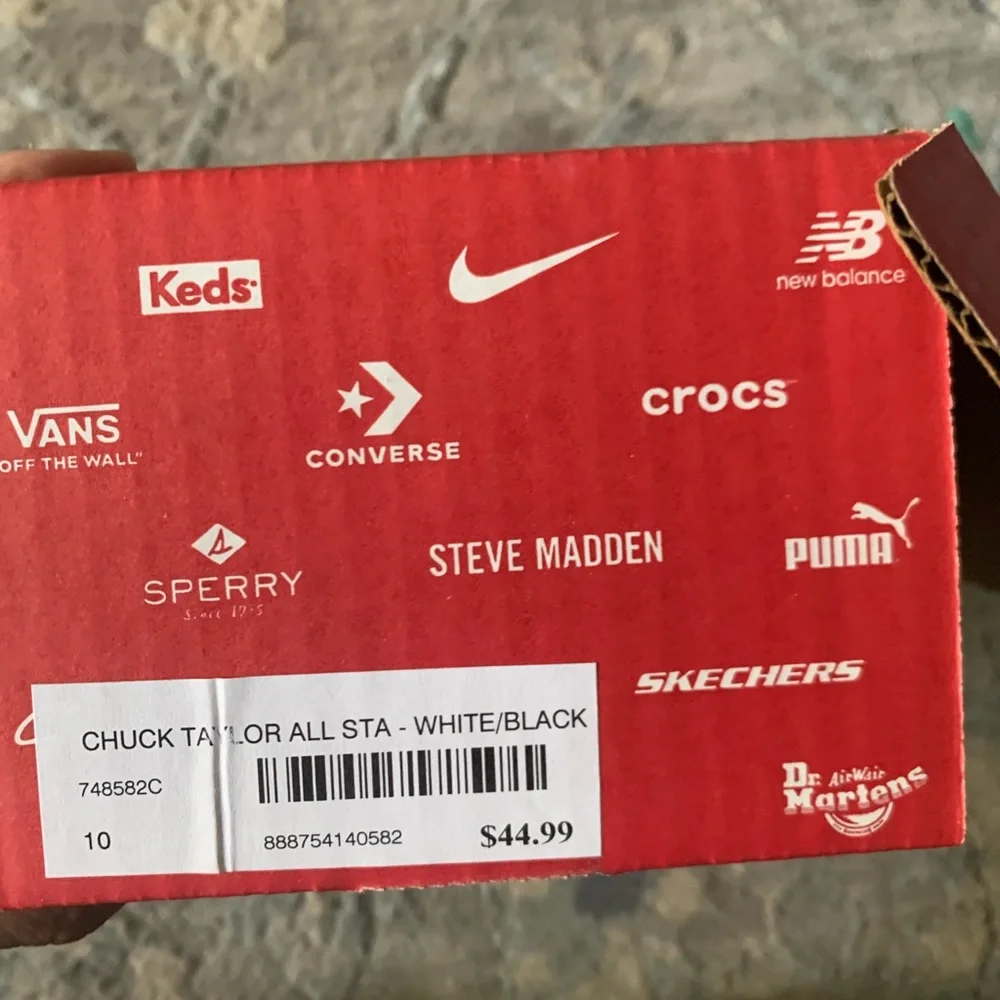 Keds
NB
new balance
VANS
OFF THE WALL"
CONVERSE
crocs
SPERRY
STEVE MADDEN
PUMA
SKECHERS
CHUCK TAYLOR ALL STA - WHITE/BLACK
748582C
10
888754140582
$44.99
Dr. AirWair
Martens